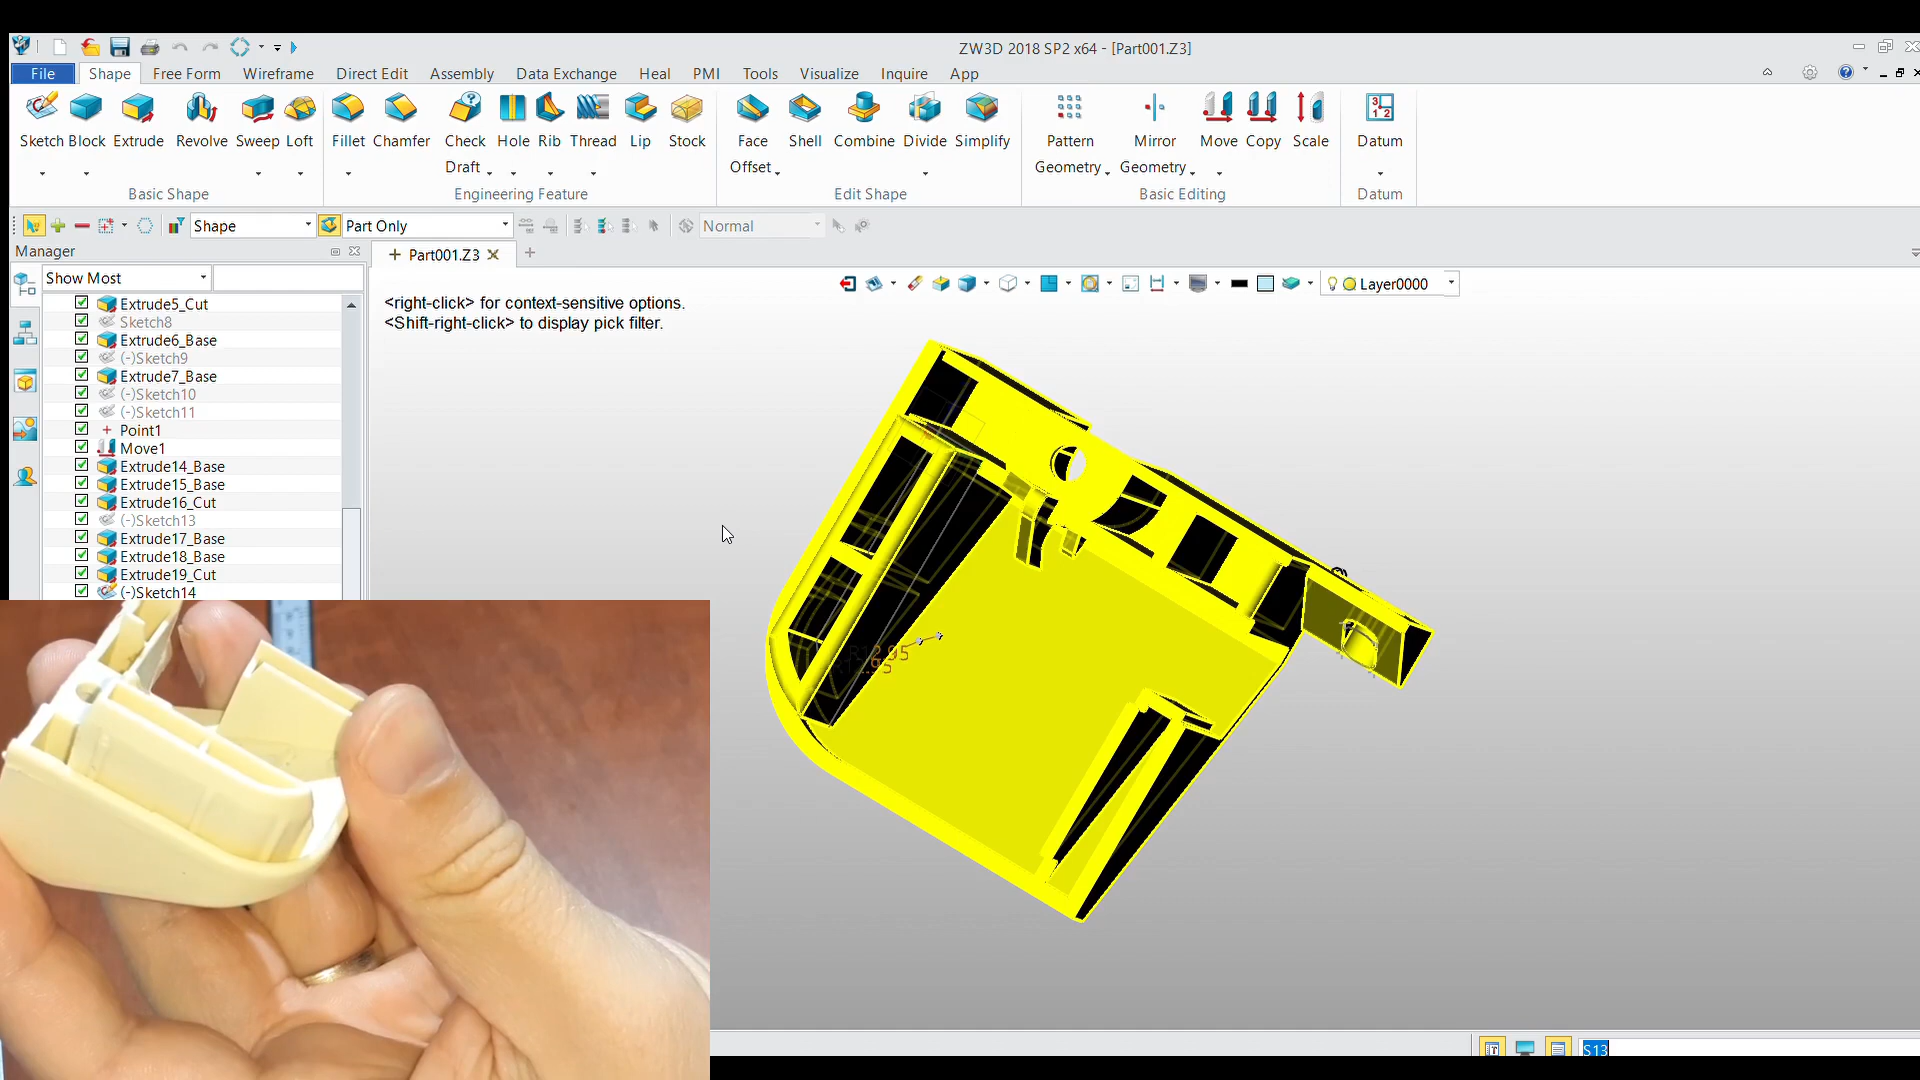 ZW3D 2018 SP2 x64 - [Part001.Z3]
File Shape Free Form Wireframe Direct Edit Assembly Data Exchange Heal PMI Tools Visualize Inquire App
Sketch Block Extrude Revolve Sweep Loft Fillet Chamfer Check Draft Hole Rib Thread Lip Stock Face Offset Shell Combine Divide Simplify Pattern Geometry Mirror Geometry Move Copy Scale Datum
Basic Shape Engineering Feature Edit Shape Basic Editing Datum
Shape Part Only Normal
Manager
Part001.Z3
Show Most
Layer0000
<right-click> for context-sensitive options.
<Shift-right-click> to display pick filter.
Extrude5_Cut
Sketch8
Extrude6_Base
(-)Sketch9
Extrude7_Base
(-)Sketch10
(-)Sketch11
Point1
Move1
Extrude14_Base
Extrude15_Base
Extrude16_Cut
(-)Sketch13
Extrude17_Base
Extrude18_Base
Extrude19_Cut
(-)Sketch14
S13